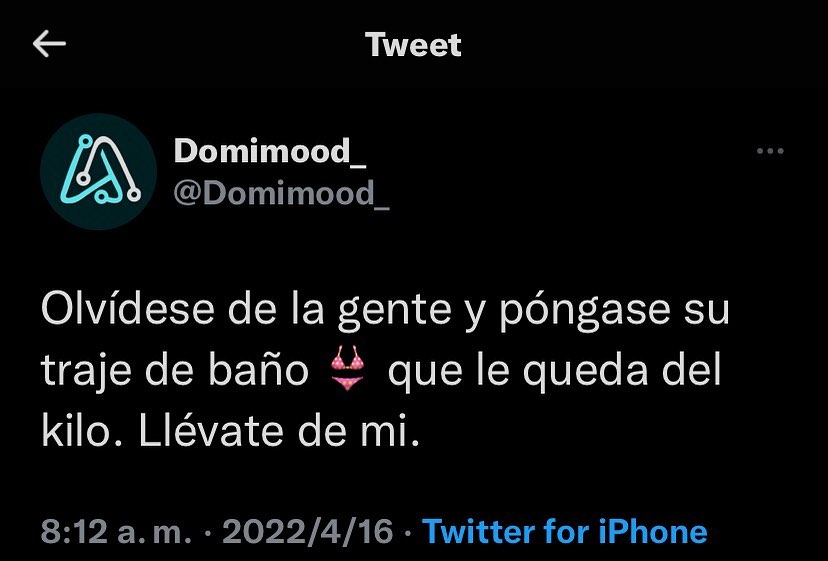 Tweet
Domimood_
@Domimood_
Olvídese de la gente y póngase su
traje de baño 👙 que le queda del
kilo. Llévate de mi.
8:12 a. m. · 2022/4/16 · Twitter for iPhone